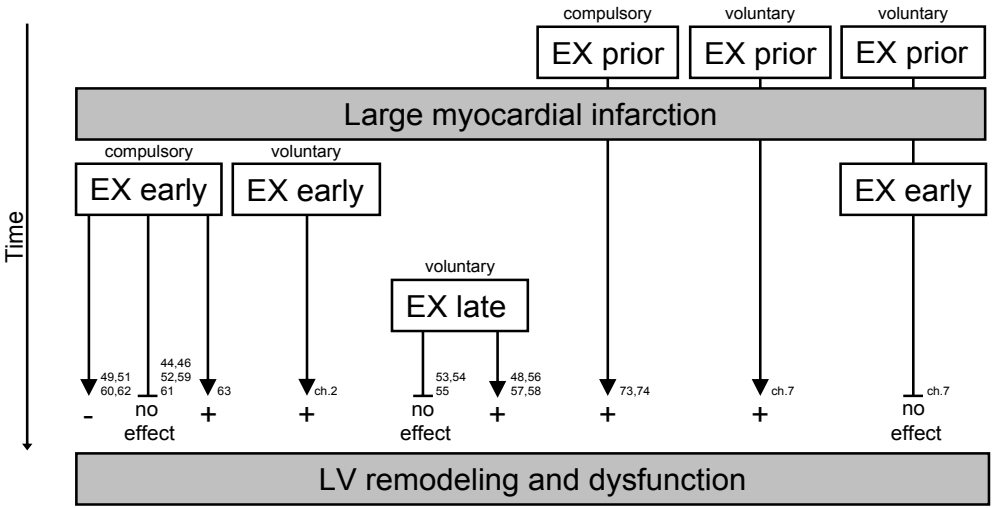 compulsory
voluntary
voluntary
EX prior
EX prior
EX prior
Large myocardial infarction
compulsory
voluntary
EX early
EX early
EX early
Time
voluntary
EX late
49,51
60,62
44,46
52,59
61
63
ch.2
53,54
55
48,56
57,58
73,74
ch.7
ch.7
-
no
effect
+
+
no
effect
+
+
+
no
effect
LV remodeling and dysfunction